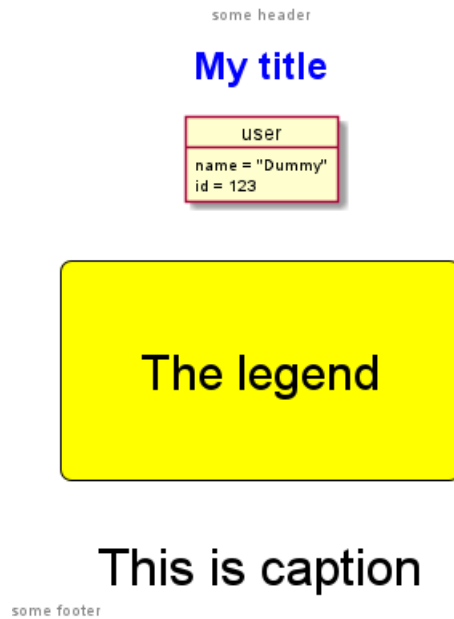 some header
My title
user
name = "Dummy"
id = 123
The legend
This is caption
some footer